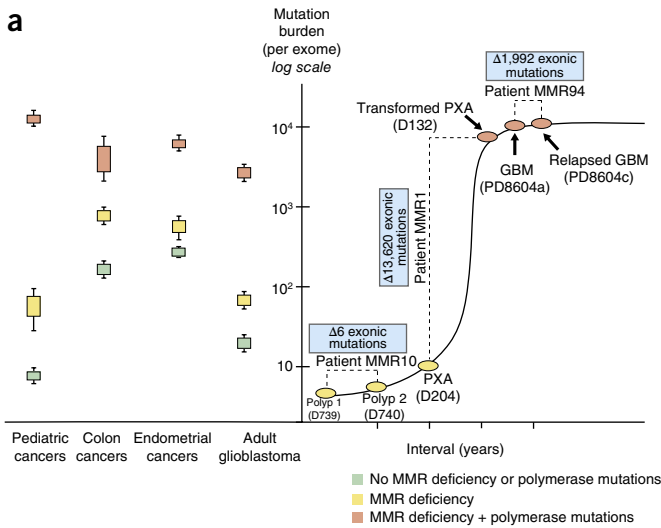 a
Mutation
burden
(per exome)
log scale
10⁴
10³
10²
10
Δ1,992 exonic
mutations
Patient MMR94
Transformed PXA
(D132)
GBM
(PD8604a)
Relapsed GBM
(PD8604c)
Δ13,620 exonic
mutations
Patient MMR1
Δ6 exonic
mutations
Patient MMR10
Polyp 1
(D739)
Polyp 2
(D740)
PXA
(D204)
Pediatric
cancers
Colon
cancers
Endometrial
cancers
Adult
glioblastoma
Interval (years)
No MMR deficiency or polymerase mutations
MMR deficiency
MMR deficiency + polymerase mutations